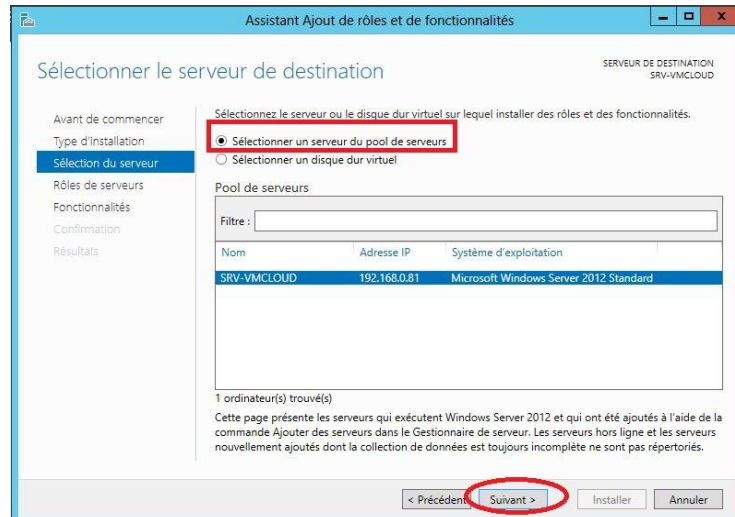 Assistant Ajout de rôles et de fonctionnalités
Sélectionner le serveur de destination
SERVEUR DE DESTINATION
SRV-VMCLOUD
Avant de commencer
Type d'installation
Sélection du serveur
Rôles de serveurs
Fonctionnalités
Confirmation
Résultats
Sélectionnez le serveur ou le disque dur virtuel sur lequel installer des rôles et des fonctionnalités.
Sélectionner un serveur du pool de serveurs
Sélectionner un disque dur virtuel
Pool de serveurs
Filtre :
Nom Adresse IP Système d'exploitation
SRV-VMCLOUD 192.168.0.81 Microsoft Windows Server 2012 Standard
1 ordinateur(s) trouvé(s)
Cette page présente les serveurs qui exécutent Windows Server 2012 et qui ont été ajoutés à l'aide de la
commande Ajouter des serveurs dans le Gestionnaire de serveur. Les serveurs hors ligne et les serveurs
nouvellement ajoutés dont la collection de données est toujours incomplète ne sont pas répertoriés.
< Précédent Suivant > Installer Annuler